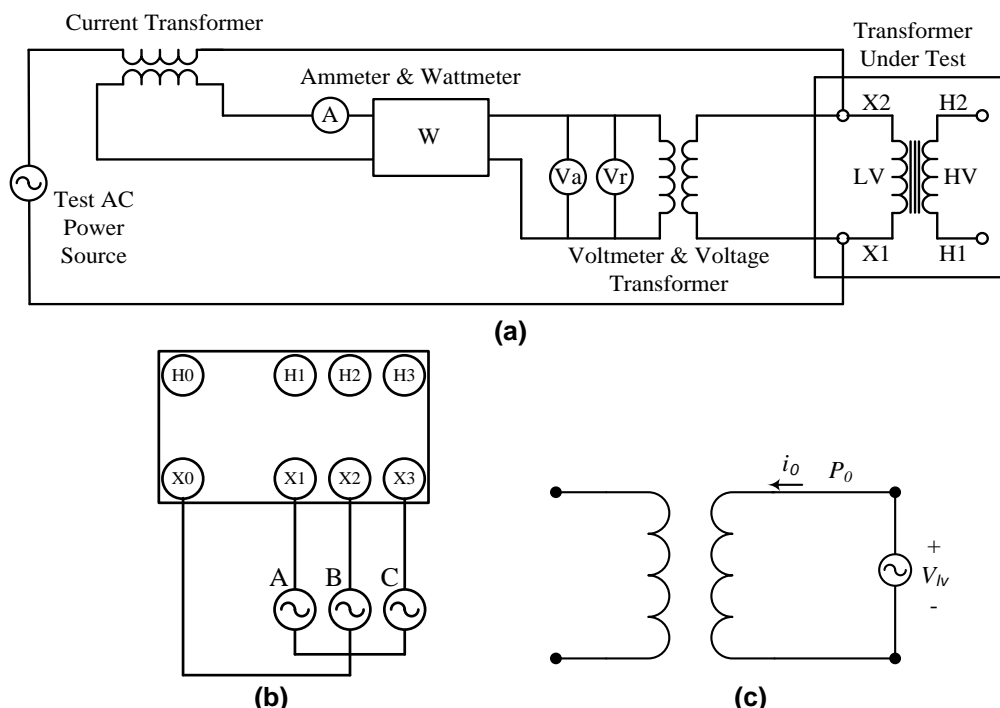 Current Transformer
Transformer
Under Test
Ammeter & Wattmeter
X2 H2
A
W
Va Vr
LV HV
Test AC
Power
Source
X1 H1
Voltmeter & Voltage
Transformer
(a)
H0 H1 H2 H3
X0 X1 X2 X3
A B C
(b)
i0 P0
+
Vlv
-
(c)